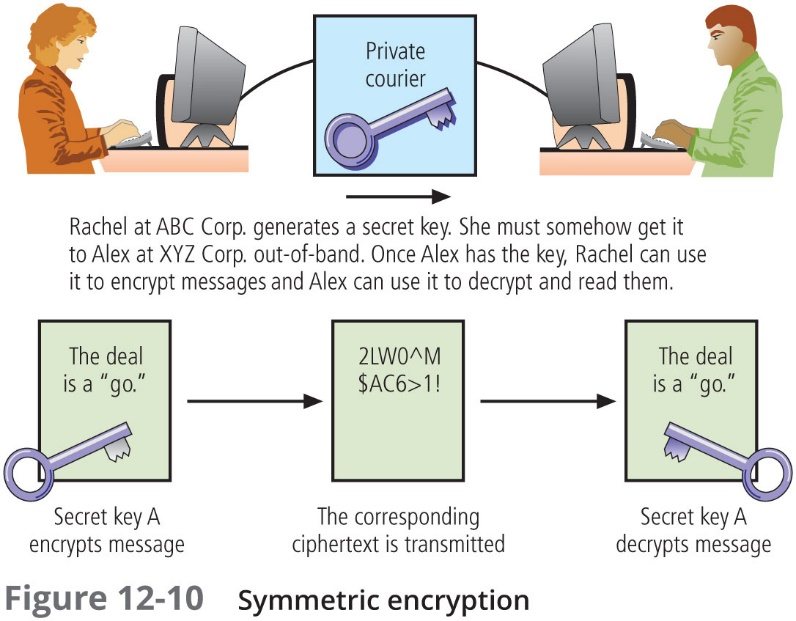 Private
courier
Rachel at ABC Corp. generates a secret key. She must somehow get it
to Alex at XYZ Corp. out-of-band. Once Alex has the key, Rachel can use
it to encrypt messages and Alex can use it to decrypt and read them.
The deal
is a “go.”
2LW0^M
$AC6>1!
The deal
is a “go.”
Secret key A
encrypts message
The corresponding
ciphertext is transmitted
Secret key A
decrypts message
Figure 12-10 Symmetric encryption